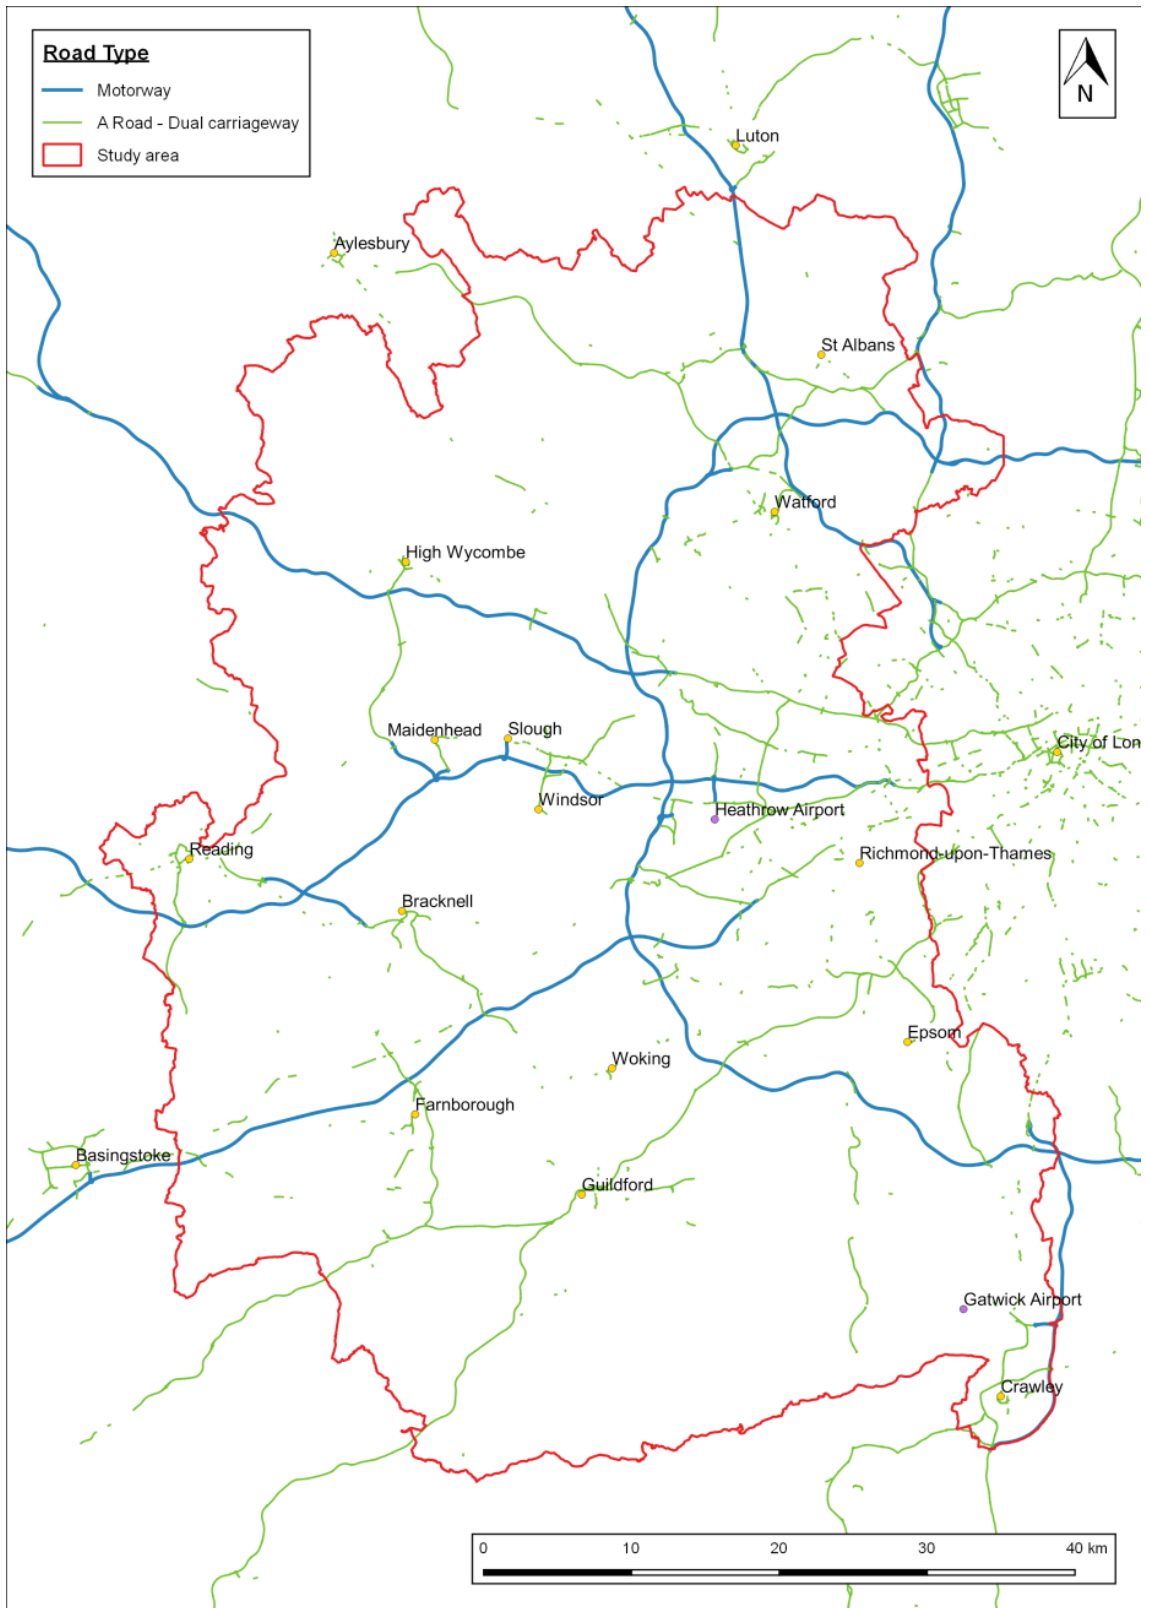 Road Type
Motorway
A Road - Dual carriageway
Study area
N
Luton
Aylesbury
St Albans
Watford
High Wycombe
Maidenhead
Slough
City of Lon
Windsor
Heathrow Airport
Reading
Richmond-upon-Thames
Bracknell
Epsom
Woking
Farnborough
Basingstoke
Guildford
Gatwick Airport
Crawley
0 10 20 30 40 km